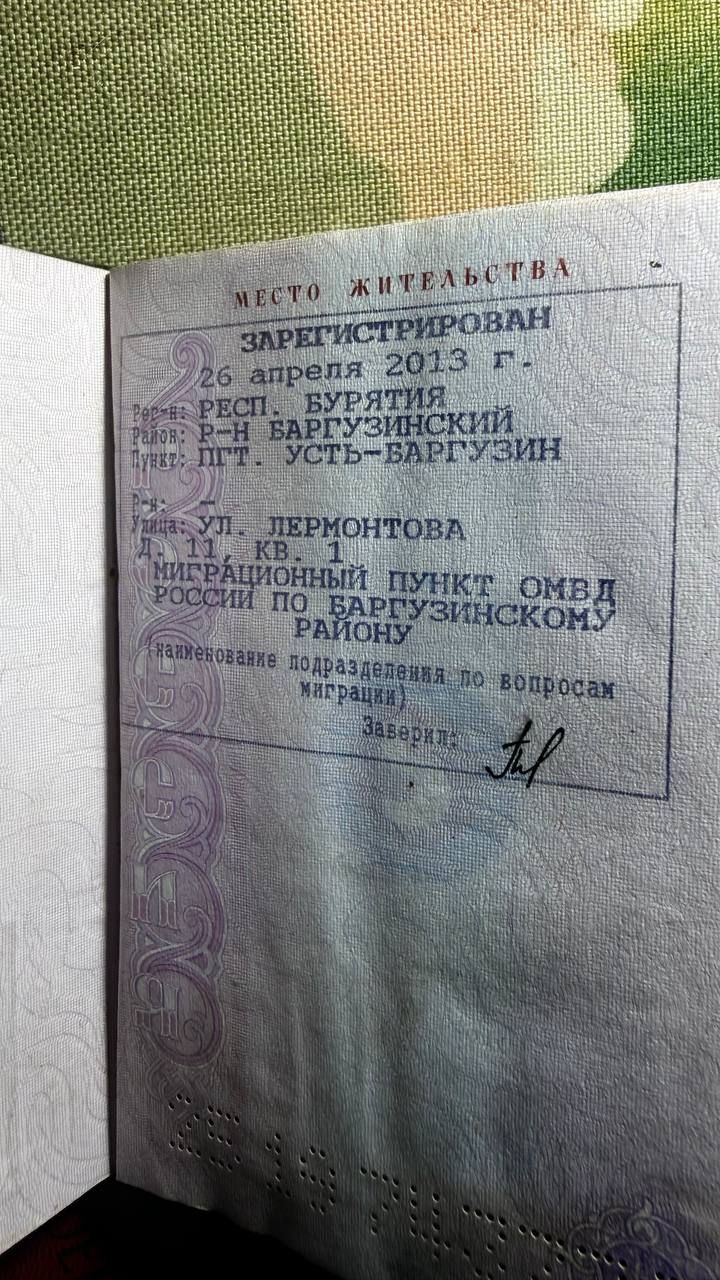 МЕСТО ЖИТЕЛЬСТВА
ЗАРЕГИСТРИРОВАН
26 апреля 2013 г.
Рег-н: РЕСП. БУРЯТИЯ
Район: Р-Н БАРГУЗИНСКИЙ
Пункт: ПГТ. УСТЬ-БАРГУЗИН
Р-н: –
Улица: УЛ. ЛЕРМОНТОВА
Д. 11, КВ. 1
МИГРАЦИОННЫЙ ПУНКТ ОМВД
РОССИИ ПО БАРГУЗИНСКОМУ
РАЙОНУ
(наименование подразделения по вопросам
миграции)
Заверил: